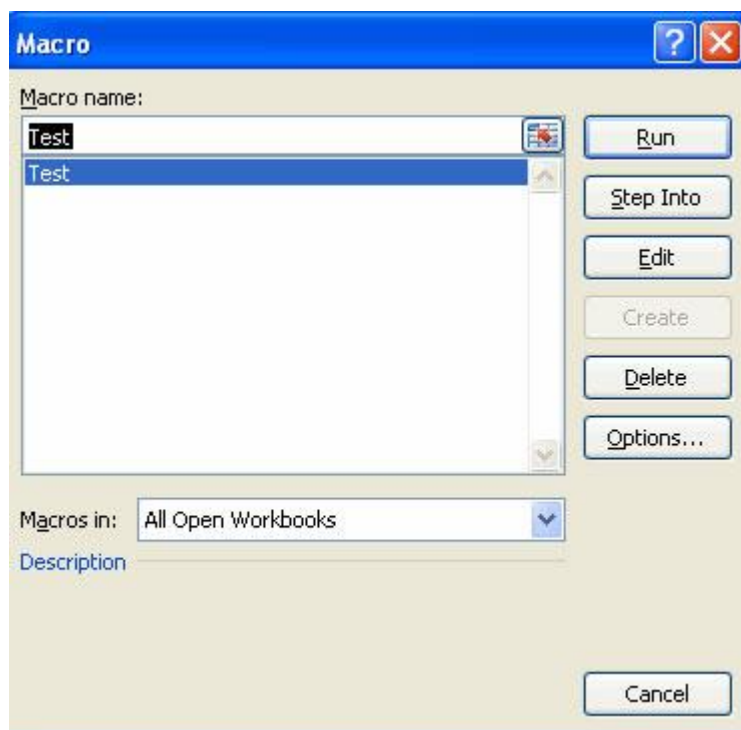 Macro
Macro name:
Test
Test
Run
Step Into
Edit
Create
Delete
Options...
Macros in: All Open Workbooks
Description
Cancel